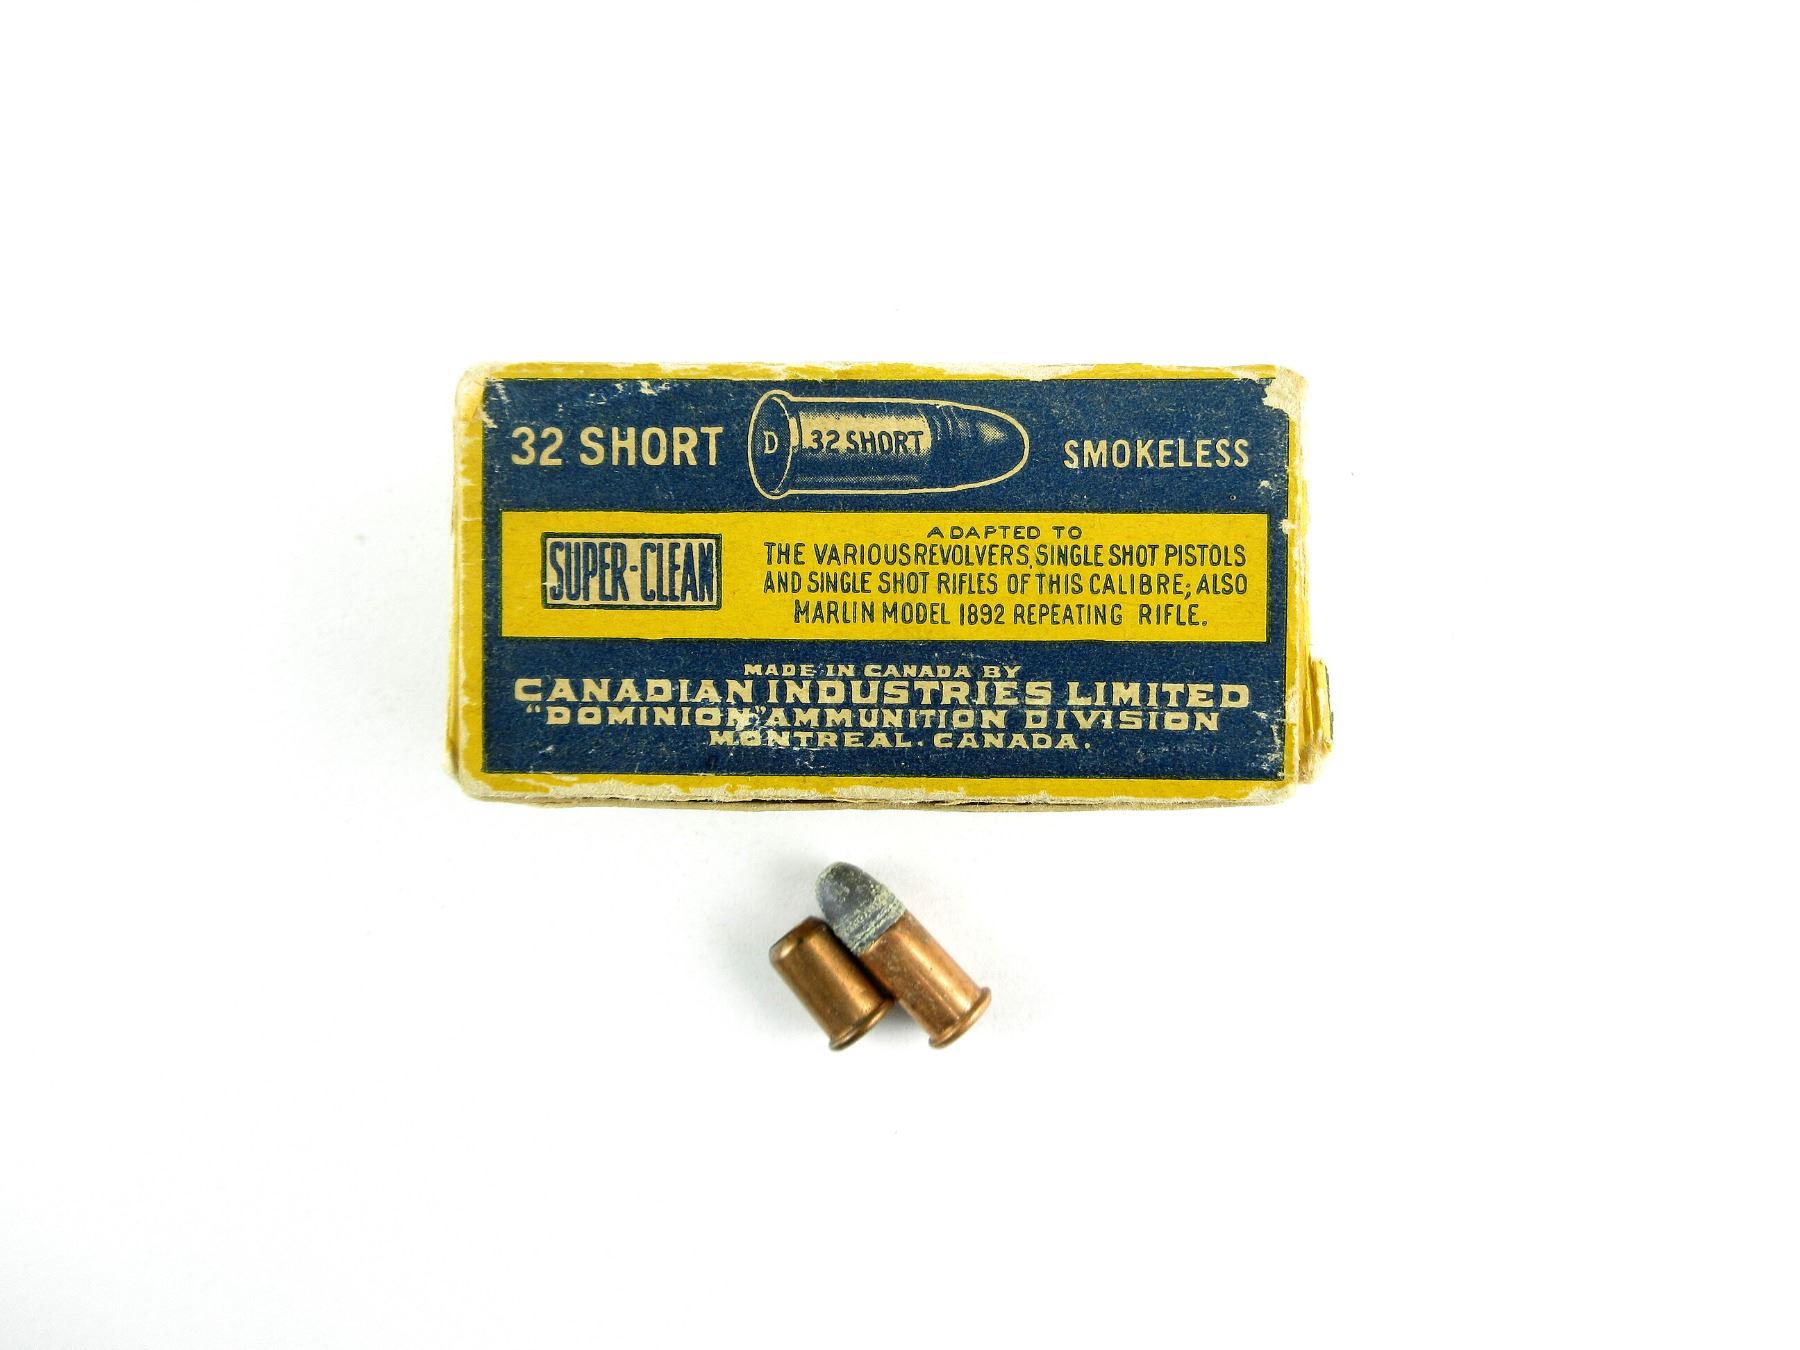 32 SHORT
D
.32 SHORT
SMOKELESS
SUPER-CLEAN
ADAPTED TO
THE VARIOUS REVOLVERS, SINGLE SHOT PISTOLS
AND SINGLE SHOT RIFLES OF THIS CALIBRE; ALSO
MARLIN MODEL 1892 REPEATING RIFLE.
MADE IN CANADA BY
CANADIAN INDUSTRIES LIMITED
"DOMINION" AMMUNITION DIVISION
MONTREAL. CANADA.